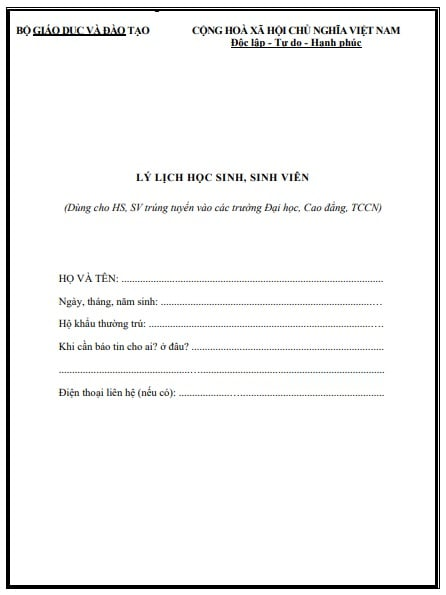 BỘ GIÁO DỤC VÀ ĐÀO TẠO
CỘNG HOÀ XÃ HỘI CHỦ NGHĨA VIỆT NAM
Độc lập - Tự do - Hạnh phúc
LÝ LỊCH HỌC SINH, SINH VIÊN
(Dùng cho HS, SV trúng tuyển vào các trường Đại học, Cao đẳng, TCCN)
HỌ VÀ TÊN: ................................................................................
Ngày, tháng, năm sinh: ................................................................................
Hộ khẩu thường trú: ................................................................................
Khi cần báo tin cho ai? ở đâu? ................................................................................
................................................................................
Điện thoại liên hệ (nếu có): ................................................................................